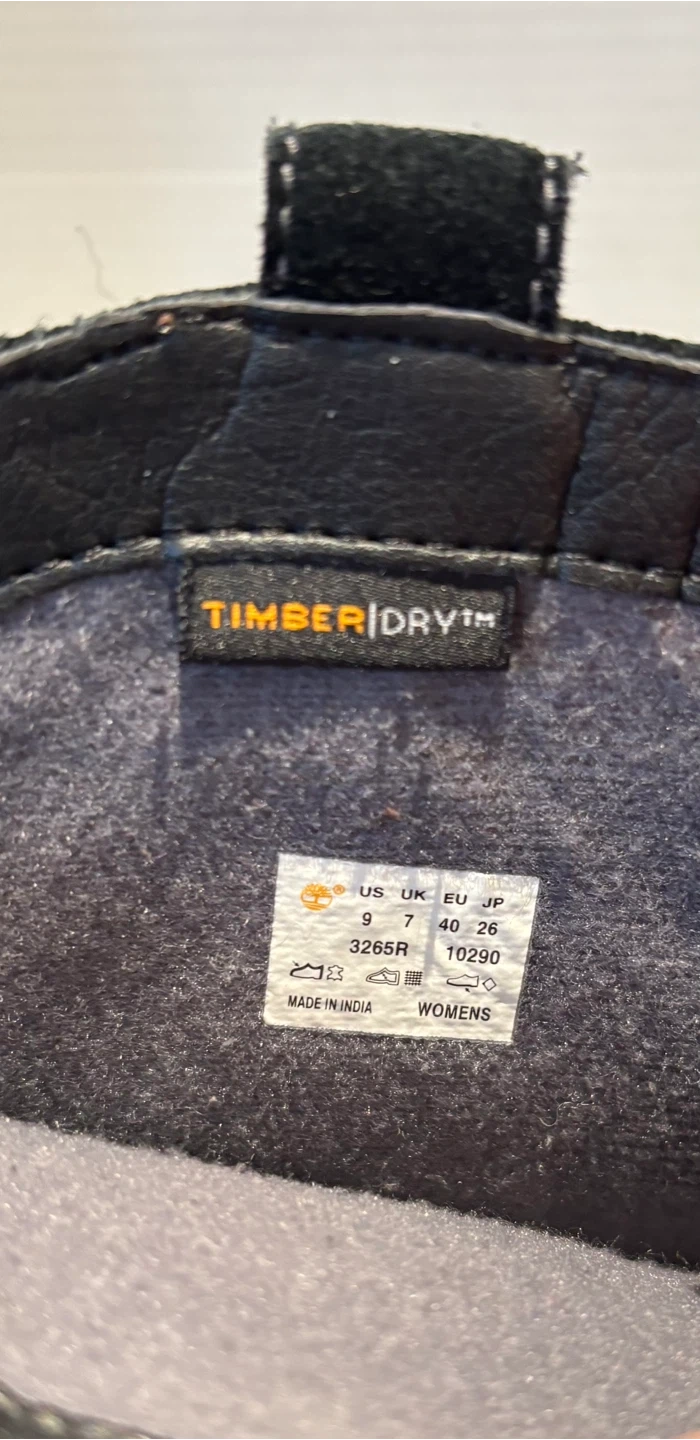 TIMBER|DRY™
® US UK EU JP
9 7 40 26
3265R 10290
MADE IN INDIA WOMENS